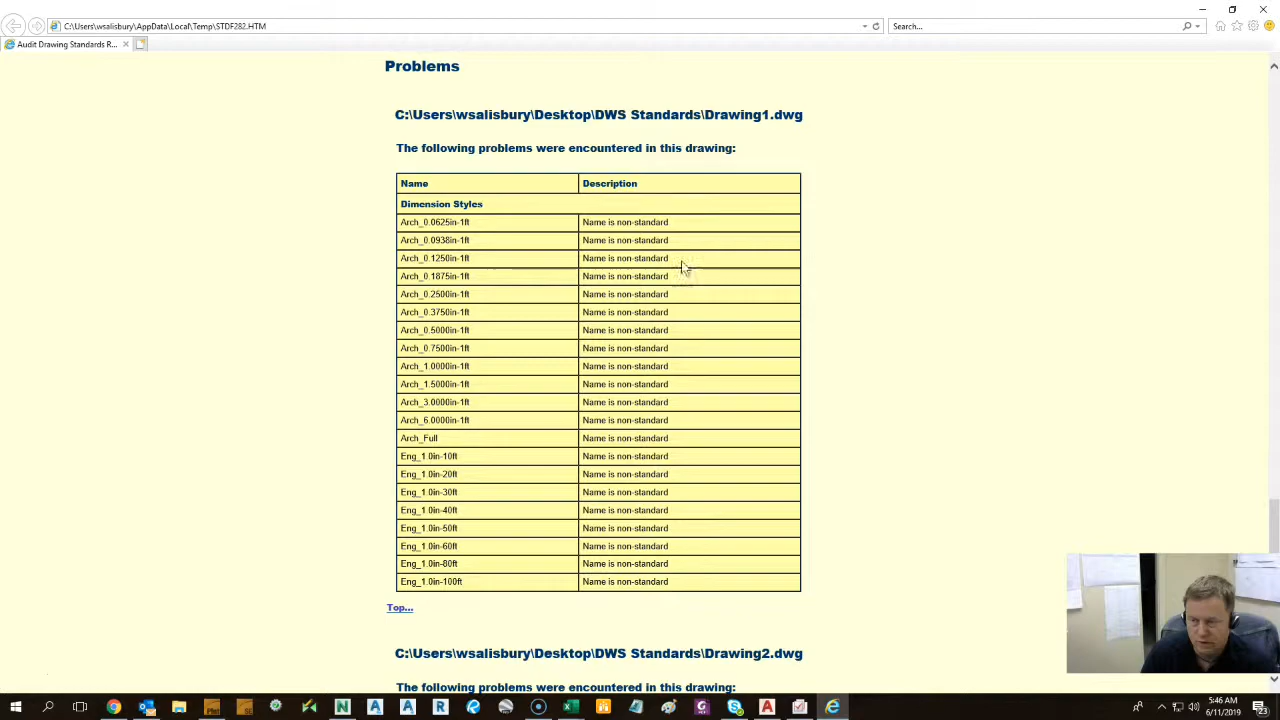 C:\Users\wsalisbury\AppData\Local\Temp\STDF282.HTM
Search...
Audit Drawing Standards R...
Problems
C:\Users\wsalisbury\Desktop\DWS Standards\Drawing1.dwg
The following problems were encountered in this drawing:
Name Description
Dimension Styles
Arch_0.0625in-1ft Name is non-standard
Arch_0.0938in-1ft Name is non-standard
Arch_0.1250in-1ft Name is non-standard
Arch_0.1875in-1ft Name is non-standard
Arch_0.2500in-1ft Name is non-standard
Arch_0.3750in-1ft Name is non-standard
Arch_0.5000in-1ft Name is non-standard
Arch_0.7500in-1ft Name is non-standard
Arch_1.0000in-1ft Name is non-standard
Arch_1.5000in-1ft Name is non-standard
Arch_3.0000in-1ft Name is non-standard
Arch_6.0000in-1ft Name is non-standard
Arch_Full Name is non-standard
Eng_1.0in-10ft Name is non-standard
Eng_1.0in-20ft Name is non-standard
Eng_1.0in-30ft Name is non-standard
Eng_1.0in-40ft Name is non-standard
Eng_1.0in-50ft Name is non-standard
Eng_1.0in-60ft Name is non-standard
Eng_1.0in-80ft Name is non-standard
Eng_1.0in-100ft Name is non-standard
Top...
C:\Users\wsalisbury\Desktop\DWS Standards\Drawing2.dwg
The following problems were encountered in this drawing:
5:46 AM
6/11/2019